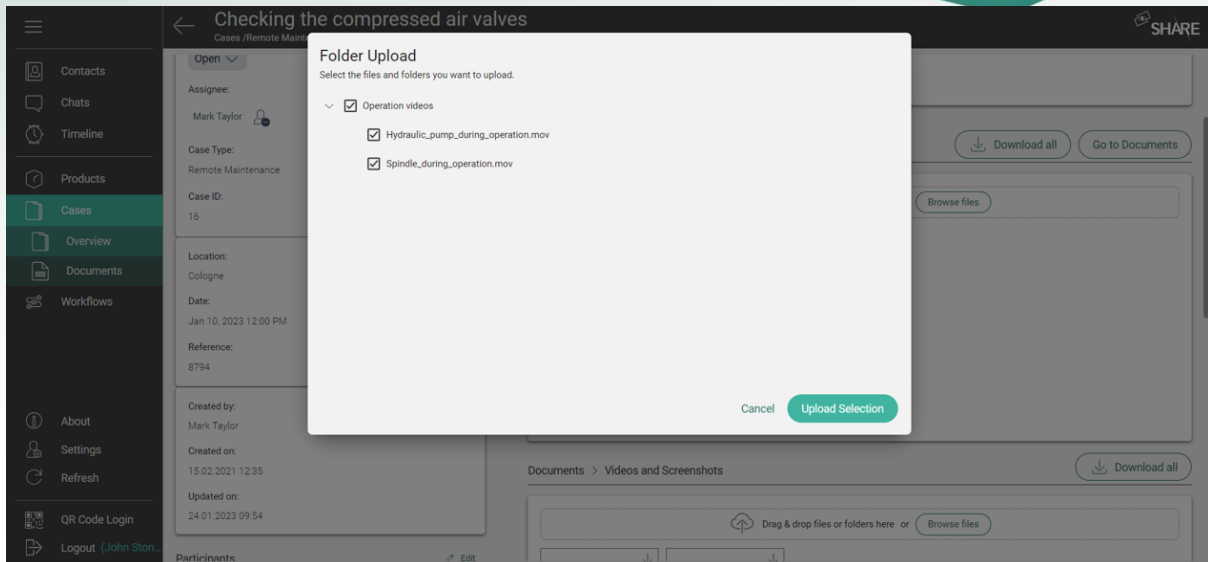 Checking the compressed air valves
SHARE
Cases /Remote
Contacts
Chats
Timeline
Products
Cases
Overview
Documents
Workflows
About
Settings
Refresh
QR Code Login
Logout (John Ston...
Open
Assignee:
Mark Taylor
Case Type:
Remote Maintenance
Case ID:
16
Location:
Cologne
Date:
Jan 10, 2023 12:00 PM
Reference:
8794
Created by:
Mark Taylor
Created on:
15.02.2021 12:35
Updated on:
24.01.2023 09:54
Participants
Edit
Folder Upload
Select the files and folders you want to upload.
Operation videos
Hydraulic_pump_during_operation.mov
Spindle_during_operation.mov
Cancel
Upload Selection
Download all
Go to Documents
Browse files
Documents > Videos and Screenshots
Download all
Drag & drop files or folders here or
Browse files